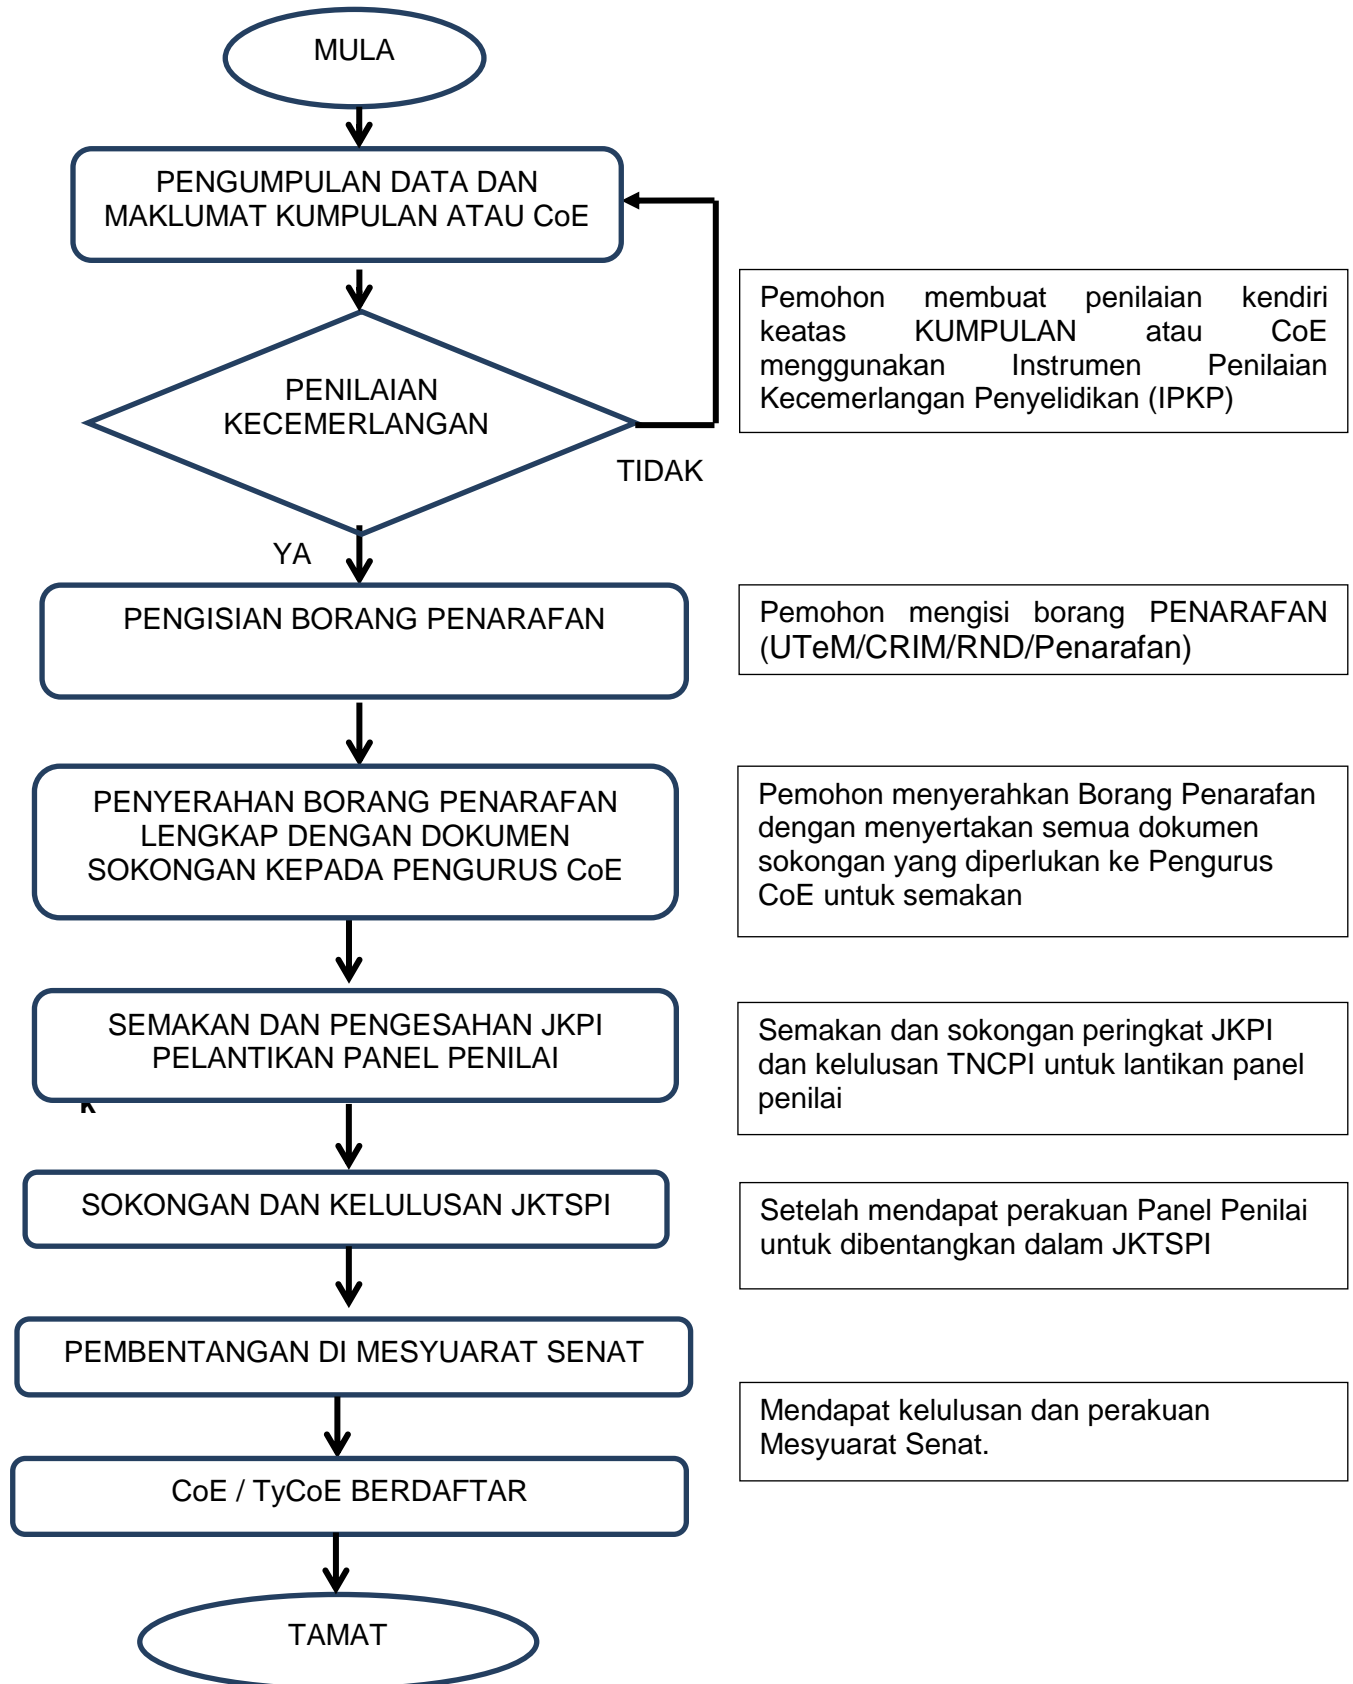 MULA
PENGUMPULAN DATA DAN
MAKLUMAT KUMPULAN ATAU CoE
Pemohon membuat penilaian kendiri
keatas KUMPULAN atau CoE
menggunakan Instrumen Penilaian
Kecemerlangan Penyelidikan (IPKP)
PENILAIAN
KECEMERLANGAN
TIDAK
YA
PENGISIAN BORANG PENARAFAN
Pemohon mengisi borang PENARAFAN
(UTeM/CRIM/RND/Penarafan)
PENYERAHAN BORANG PENARAFAN
LENGKAP DENGAN DOKUMEN
SOKONGAN KEPADA PENGURUS CoE
Pemohon menyerahkan Borang Penarafan
dengan menyertakan semua dokumen
sokongan yang diperlukan ke Pengurus
CoE untuk semakan
SEMAKAN DAN PENGESAHAN JKPI
PELANTIKAN PANEL PENILAI
Semakan dan sokongan peringkat JKPI
dan kelulusan TNCPI untuk lantikan panel
penilai
SOKONGAN DAN KELULUSAN JKTSPI
Setelah mendapat perakuan Panel Penilai
untuk dibentangkan dalam JKTSPI
PEMBENTANGAN DI MESYUARAT SENAT
Mendapat kelulusan dan perakuan
Mesyuarat Senat.
CoE / TyCoE BERDAFTAR
TAMAT